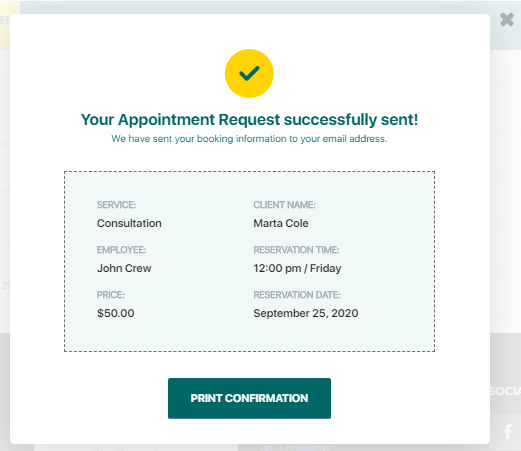 Your Appointment Request successfully sent!
We have sent your booking information to your email address.
SERVICE:
Consultation
CLIENT NAME:
Marta Cole
EMPLOYEE:
John Crew
RESERVATION TIME:
12:00 pm / Friday
PRICE:
$50.00
RESERVATION DATE:
September 25, 2020
PRINT CONFIRMATION
SOCIA